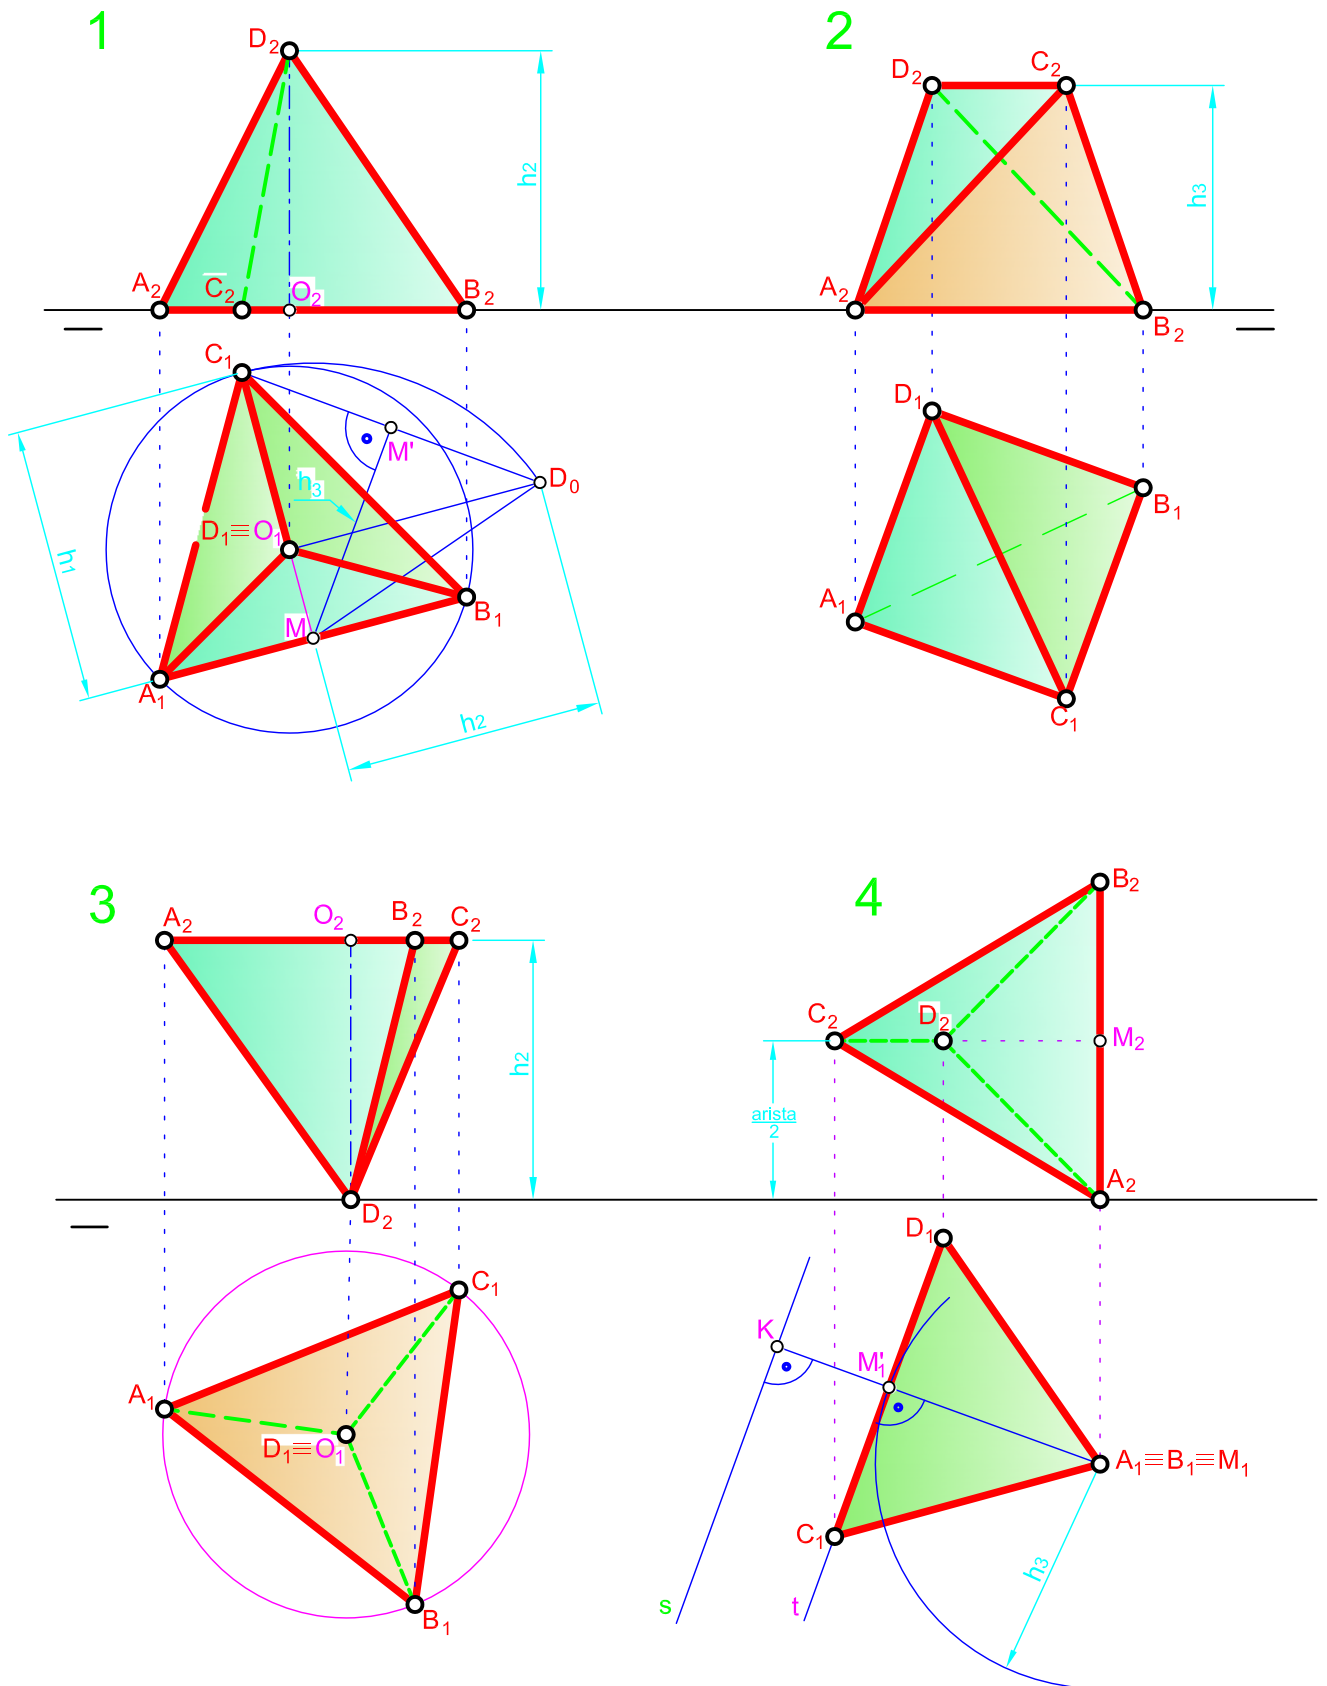 1
D₂
h₂
A₂
C₂
O₂
B₂
C₁
M'
h₃
D₀
D₁≡O₁
h₁
M
B₁
A₁
h₂
2
D₂
C₂
h₃
A₂
B₂
D₁
B₁
A₁
C₁
3
A₂
O₂
B₂
C₂
h₂
D₂
C₁
A₁
D₁≡O₁
B₁
4
B₂
C₂
D₂
M₂
arista
2
A₂
D₁
K
M'₁
A₁≡B₁≡M₁
C₁
h₃
s
t